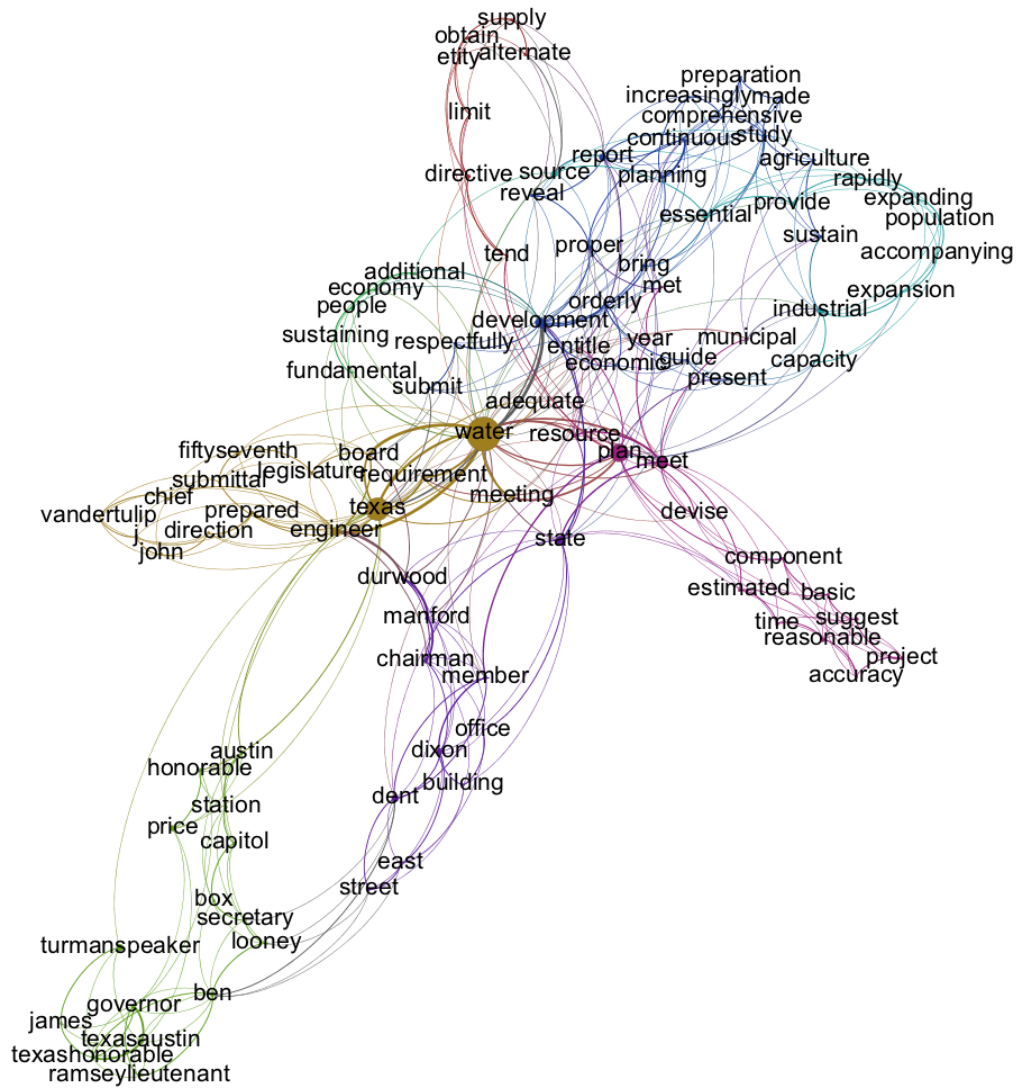 supply
obtain
etity alternate
preparation
increasingly made
limit
comprehensive
continuous study
report
agriculture
directive source planning
rapidly
reveal
provide expanding
essential
population
sustain
proper
accompanying
tend
bring
additional
met
economy
expansion
people
orderly
industrial
development
sustaining
respectfully
entitle year municipal
economic guide
capacity
fundamental
submit
present
adequate
water resource
fiftyseventh board
plan meet
legislature requirement
submittal
chief
meeting
vandertulip
prepared
texas
devise
j direction
engineer
state
john
component
durwood
estimated basic
manford
time suggest
reasonable
chairman
project
member
accuracy
office
austin dixon
honorable
building
dent
station
price
capitol
east
street
box
secretary
turmanspeaker looney
ben
governor
james
texasaustin
texashonorable
ramseylieutenant